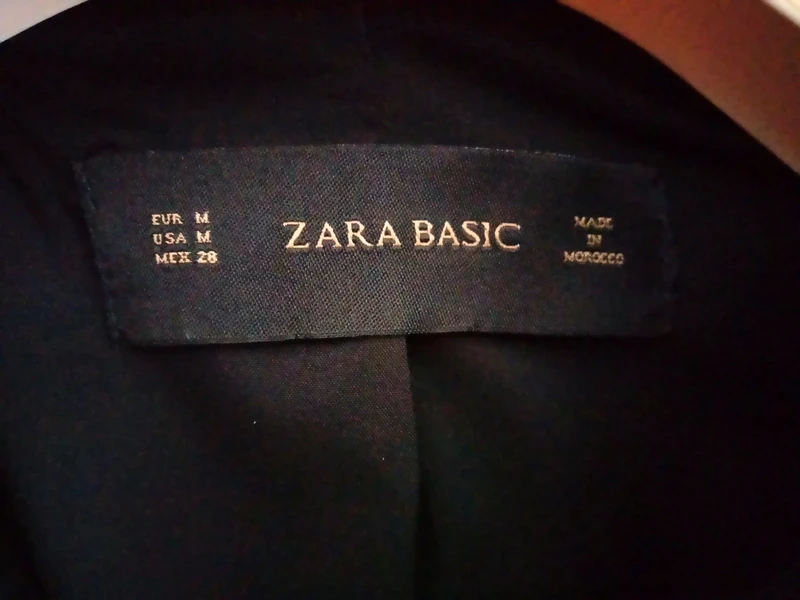 EUR M
USA M
MEX 28
ZARA BASIC
MADE
IN
MOROCCO